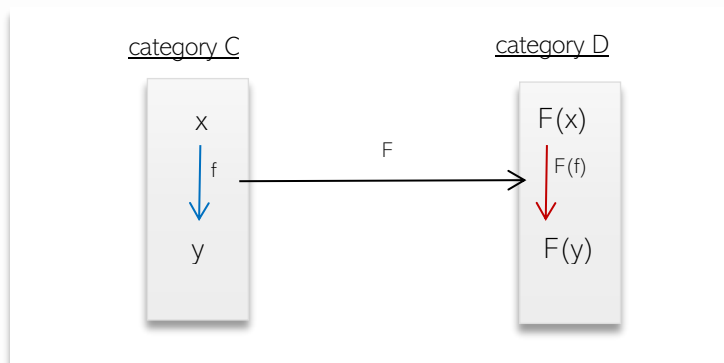 category C
category D
x
F(x)
F
f
F(f)
y
F(y)